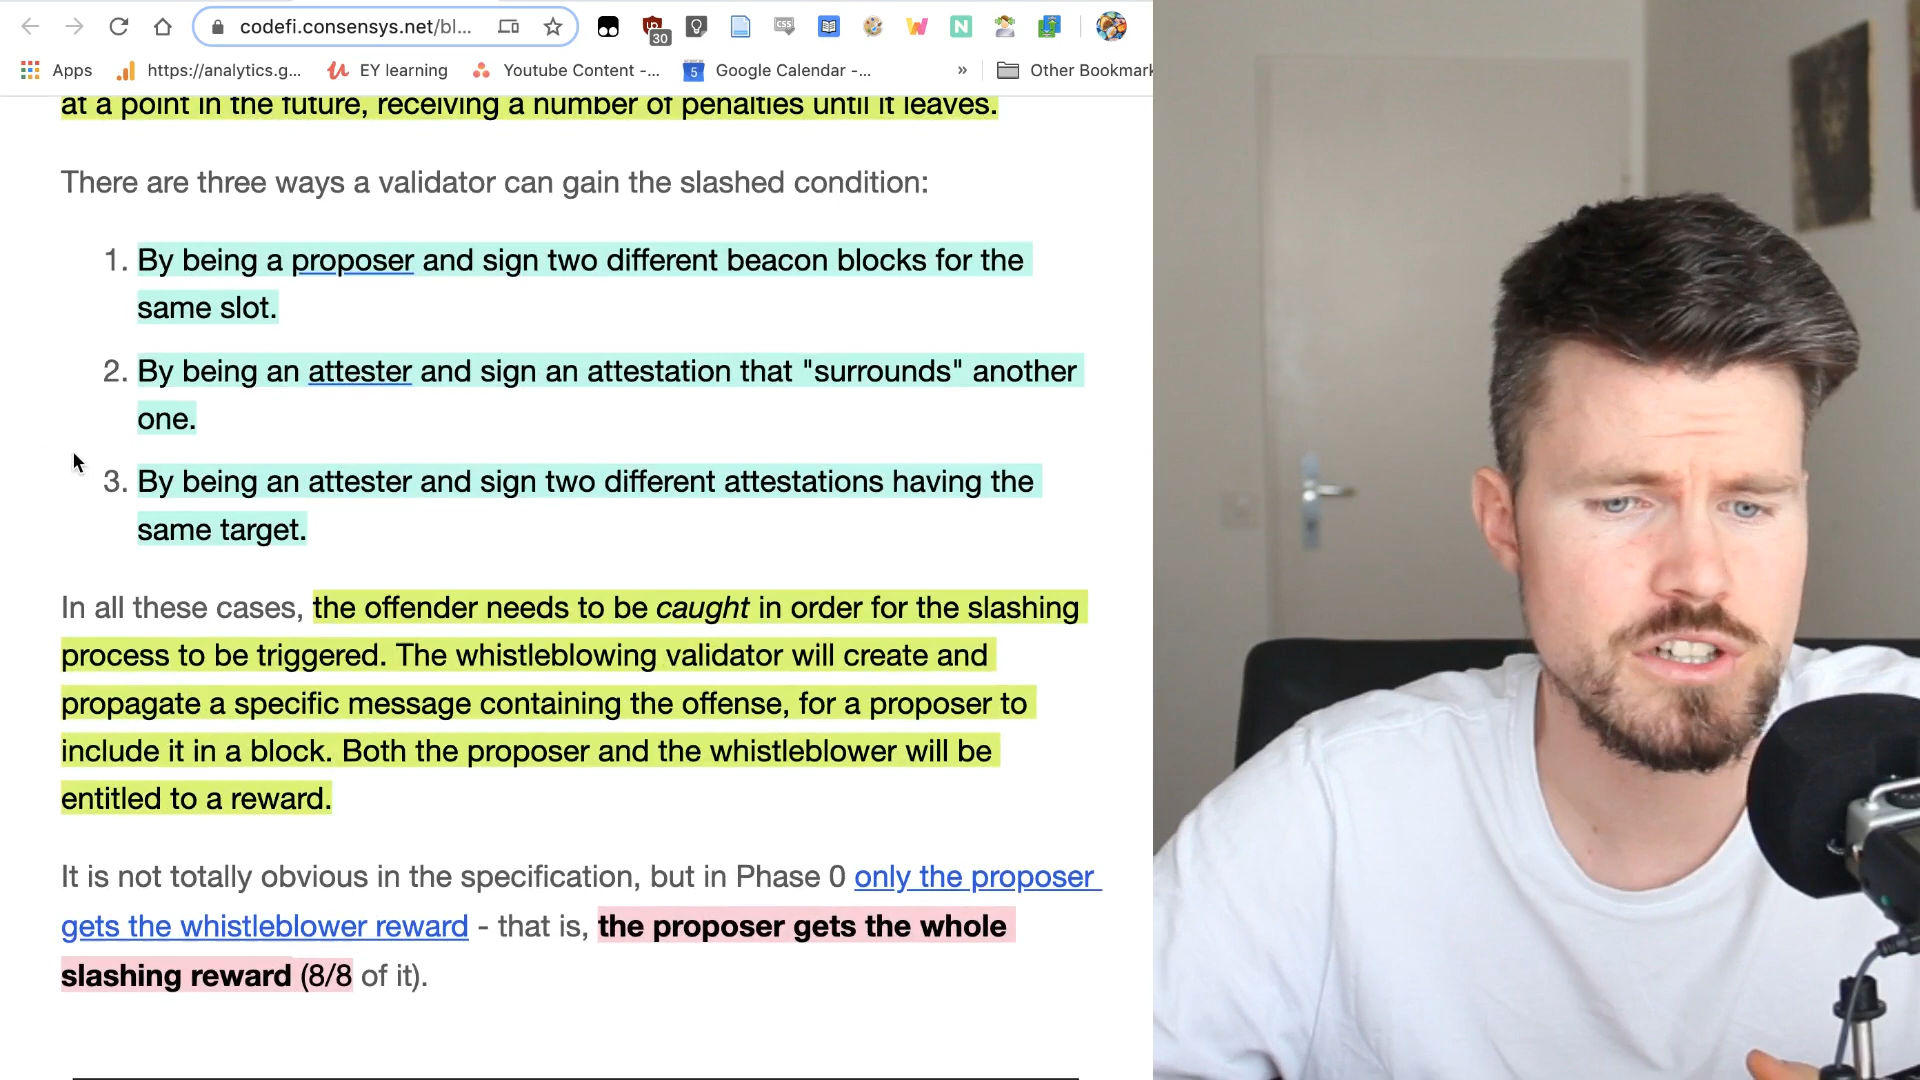 codefi.consensys.net/bl...
30
CSS
W
N
Apps
https://analytics.g...
EY learning
Youtube Content -...
5
Google Calendar -...
»
Other Bookmark
at a point in the future, receiving a number of penalties until it leaves.
There are three ways a validator can gain the slashed condition:
1. By being a proposer and sign two different beacon blocks for the
same slot.
2. By being an attester and sign an attestation that "surrounds" another
one.
3. By being an attester and sign two different attestations having the
same target.
In all these cases, the offender needs to be caught in order for the slashing
process to be triggered. The whistleblowing validator will create and
propagate a specific message containing the offense, for a proposer to
include it in a block. Both the proposer and the whistleblower will be
entitled to a reward.
It is not totally obvious in the specification, but in Phase 0 only the proposer
gets the whistleblower reward - that is, the proposer gets the whole
slashing reward (8/8 of it).